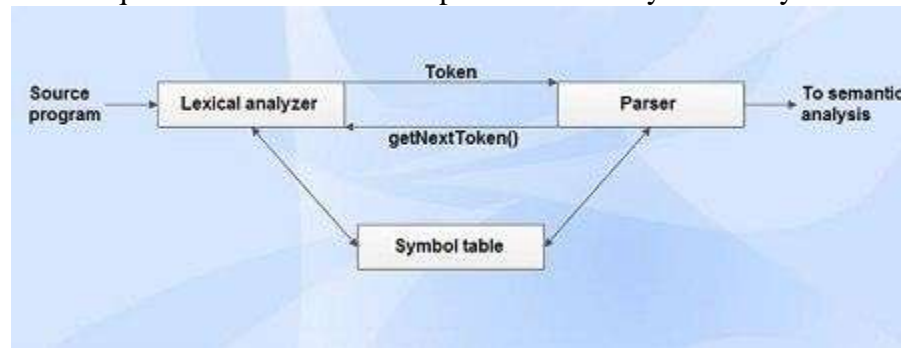 Token
Source
program
Lexical analyzer
Parser
To semantic
analysis
getNextToken()
Symbol table